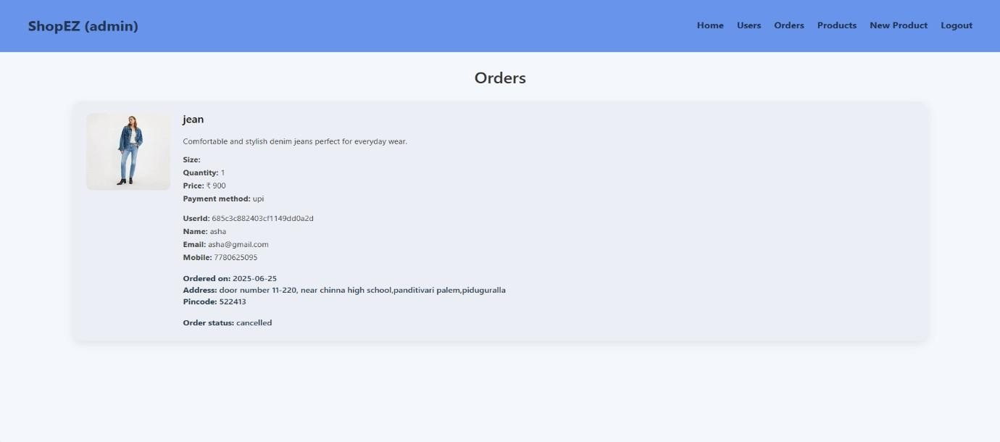 ShopEZ (admin)
Home Users Orders Products New Product Logout
Orders
jean
Comfortable and stylish denim jeans perfect for everyday wear.
Size:
Quantity: 1
Price: ₹ 900
Payment method: upi
UserId: 685c3c882403cf1149dd0a2d
Name: asha
Email: asha@gmail.com
Mobile: 7780625095
Ordered on: 2025-06-25
Address: door number 11-220, near chinna high school,panditivari palem,piduguralla
Pincode: 522413
Order status: cancelled